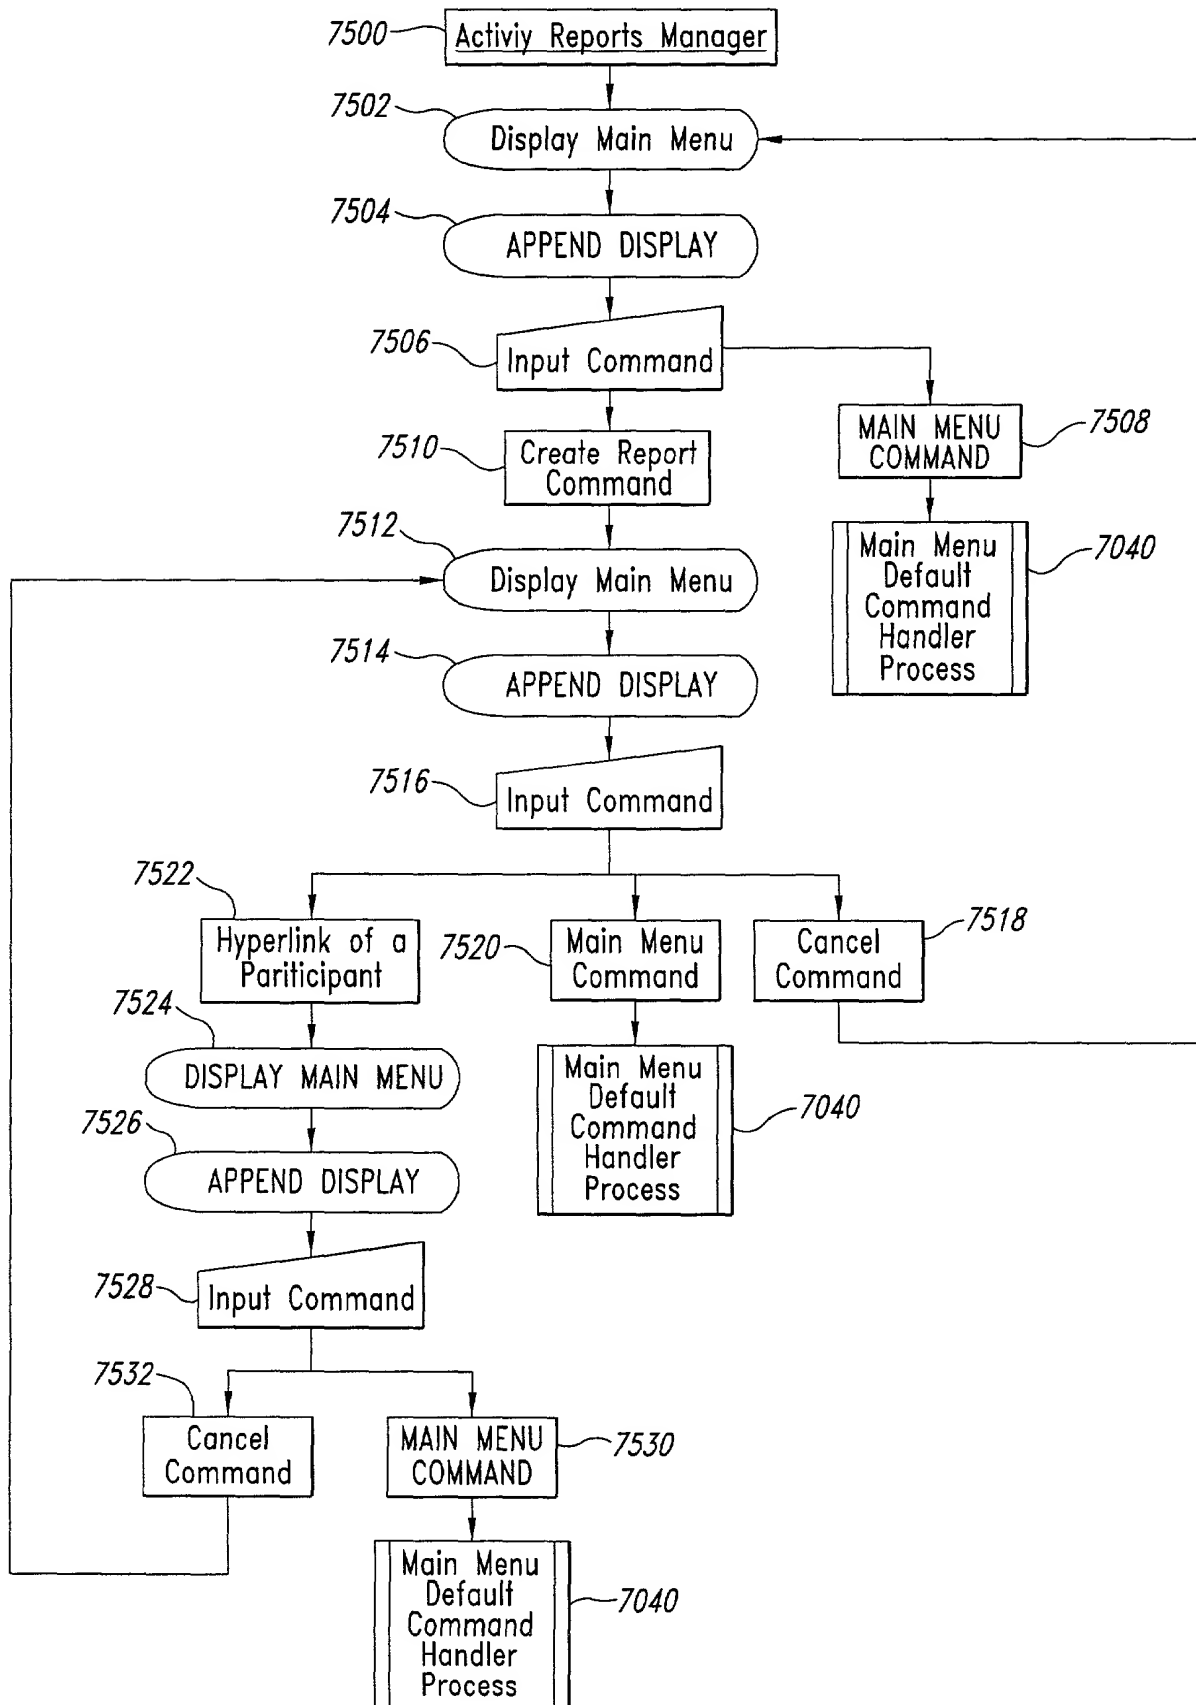 7500
Activiy Reports Manager
7502
Display Main Menu
7504
APPEND DISPLAY
7506
Input Command
7510
Create Report
Command
MAIN MENU
COMMAND
7508
7512
Display Main Menu
Main Menu
Default
Command
Handler
Process
7040
7514
APPEND DISPLAY
7516
Input Command
7522
Hyperlink of a
Pariticipant
7520
Main Menu
Command
Cancel
Command
7518
7524
DISPLAY MAIN MENU
Main Menu
Default
Command
Handler
Process
7040
7526
APPEND DISPLAY
7528
Input Command
7532
Cancel
Command
MAIN MENU
COMMAND
7530
Main Menu
Default
Command
Handler
Process
7040